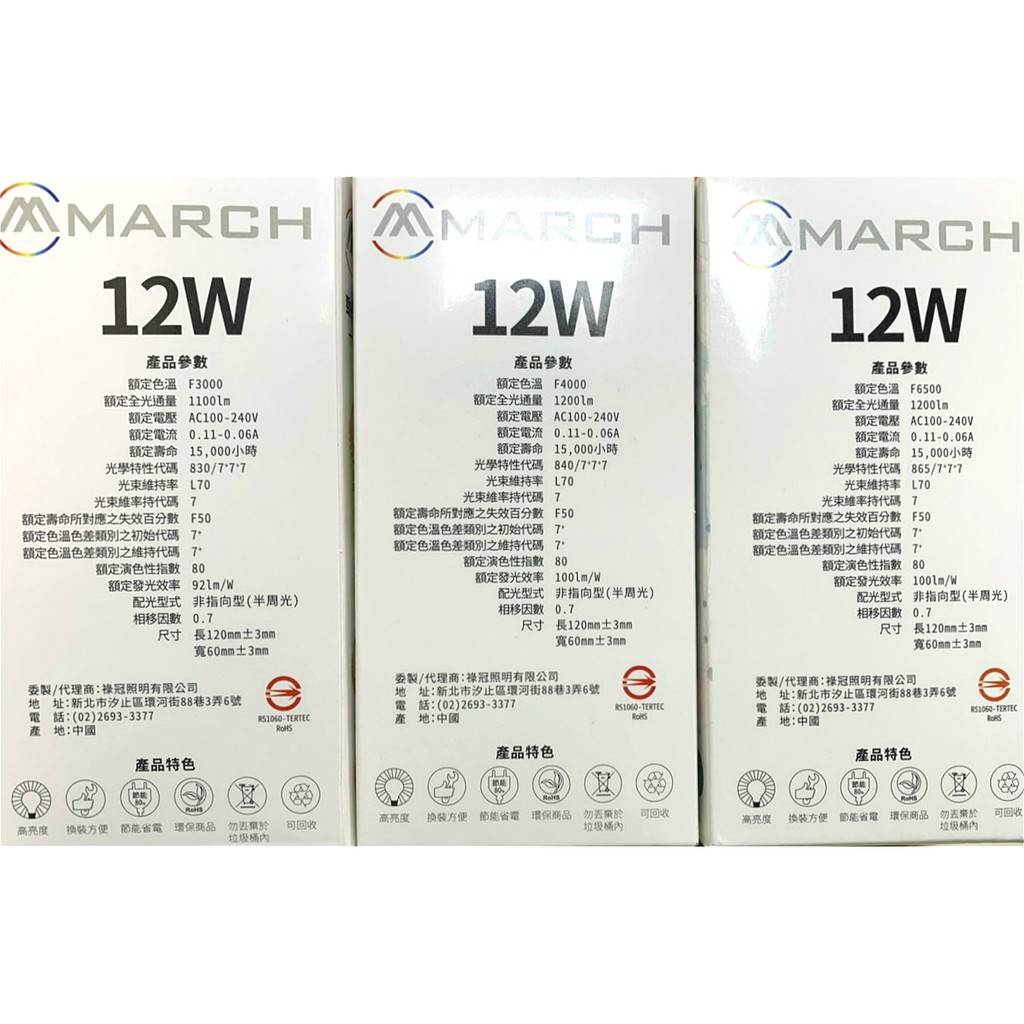 MARCH
12W
產品參數
額定色溫 F3000
額定全光通量 1100lm
額定電壓 AC100-240V
額定電流 0.11-0.06A
額定壽命 15,000小時
光學特性代碼 830/7+7+7
光束維持率 L70
光束維率持代碼 7
額定壽命所對應之失效百分數 F50
額定色溫色差類別之初始代碼 7+
額定色溫色差類別之維持代碼 7+
額定演色性指數 80
額定發光效率 92lm/W
配光型式 非指向型(半周光)
相移因數 0.7
尺寸 長120mm±3mm
寬60mm±3mm
委製/代理商:祿冠照明有限公司
地 址:新北市汐止區環河街88巷3弄6號
電 話:(02)2693-3377
產 地:中國
R51060-TERTEC
RoHS
產品特色
高亮度
換裝方便
節能
80%
節能省電
RoHS
環保商品
勿丟棄於
垃圾桶內
可回收
MARCH
12W
產品參數
額定色溫 F4000
額定全光通量 1200lm
額定電壓 AC100-240V
額定電流 0.11-0.06A
額定壽命 15,000小時
光學特性代碼 840/7+7+7
光束維持率 L70
光束維率持代碼 7
額定壽命所對應之失效百分數 F50
額定色溫色差類別之初始代碼 7+
額定色溫色差類別之維持代碼 7+
額定演色性指數 80
額定發光效率 100lm/W
配光型式 非指向型(半周光)
相移因數 0.7
尺寸 長120mm±3mm
寬60mm±3mm
委製/代理商:祿冠照明有限公司
地 址:新北市汐止區環河街88巷3弄6號
電 話:(02)2693-3377
產 地:中國
R51060-TERTEC
RoHS
產品特色
高亮度
換裝方便
節能
80%
節能省電
RoHS
環保商品
勿丟棄於
垃圾桶內
可回收
MARCH
12W
產品參數
額定色溫 F6500
額定全光通量 1200lm
額定電壓 AC100-240V
額定電流 0.11-0.06A
額定壽命 15,000小時
光學特性代碼 865/7+7+7
光束維持率 L70
光束維率持代碼 7
額定壽命所對應之失效百分數 F50
額定色溫色差類別之初始代碼 7+
額定色溫色差類別之維持代碼 7+
額定演色性指數 80
額定發光效率 100lm/W
配光型式 非指向型(半周光)
相移因數 0.7
尺寸 長120mm±3mm
寬60mm±3mm
委製/代理商:祿冠照明有限公司
地 址:新北市汐止區環河街88巷3弄6號
電 話:(02)2693-3377
產 地:中國
R51060-TERTEC
RoHS
產品特色
高亮度
換裝方便
節能
80%
節能省電
RoHS
環保商品
勿丟棄於
垃圾桶內
可回收